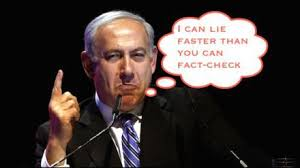 I CAN LIE
FASTER THAN
YOU CAN
FACT-CHECK